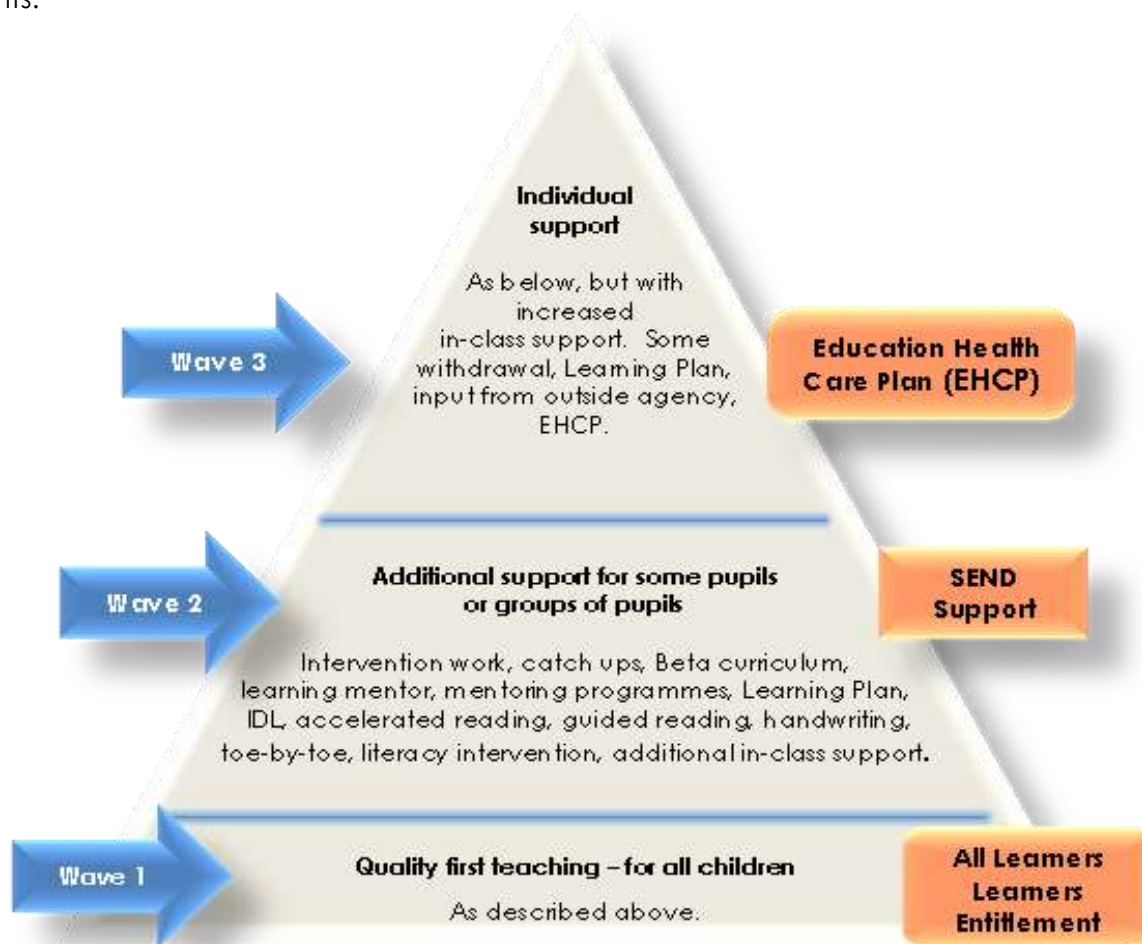 Individual
support
As below, but with
increased
in-class support. Some
withdrawal, Learning Plan,
input from outside agency,
EHCP.
Wave 3
Education Health
Care Plan (EHCP)
Additional support for some pupils
or groups of pupils
Intervention work, catch ups, Beta curriculum,
learning mentor, mentoring programmes, Learning Plan,
IDL, accelerated reading, guided reading, handwriting,
toe-by-toe, literacy intervention, additional in-class support.
Wave 2
SEND
Support
Quality first teaching – for all children
As described above.
Wave 1
All Learners
Learners
Entitlement